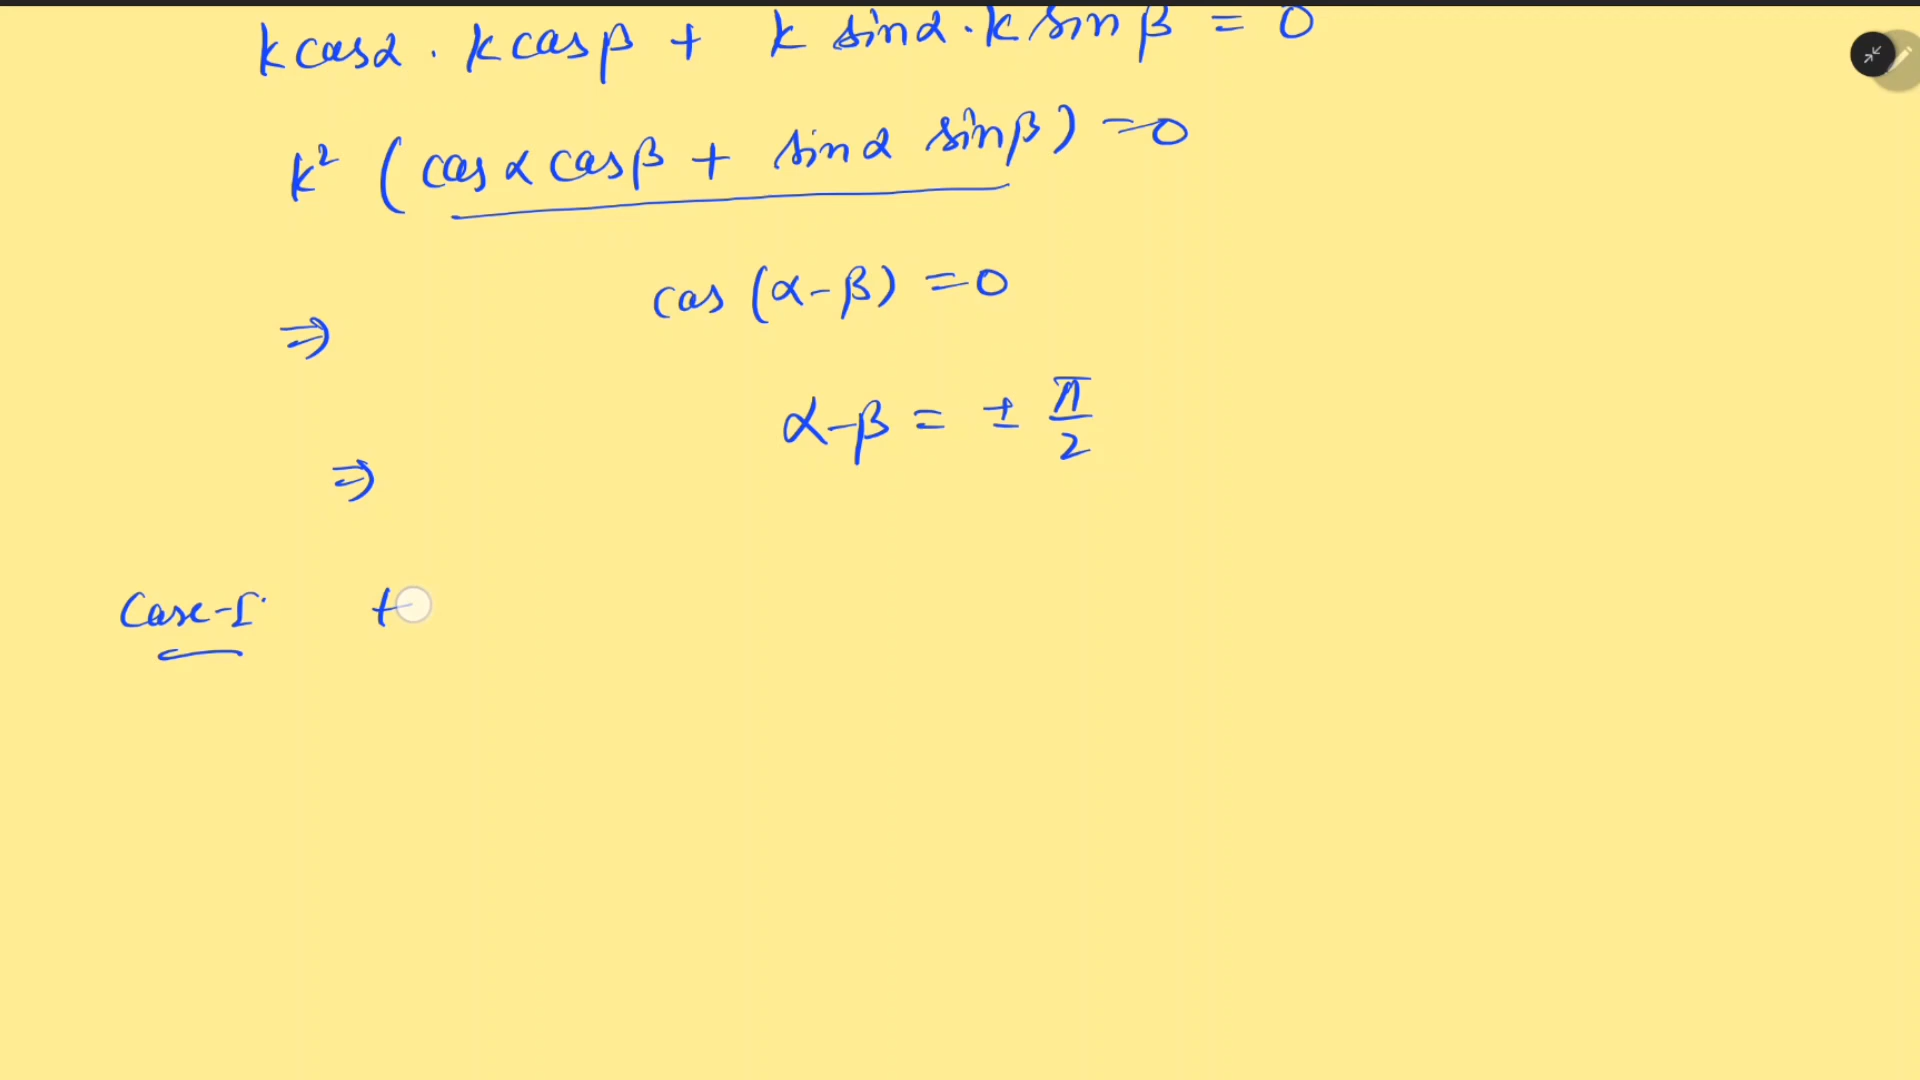 k cosα . k cosβ + k sinα . k sinβ = 0
k² (cosα cosβ + sinα sinβ) = 0
⇒ cos (α-β) = 0
⇒ α-β = ± π/2
Case-I. +